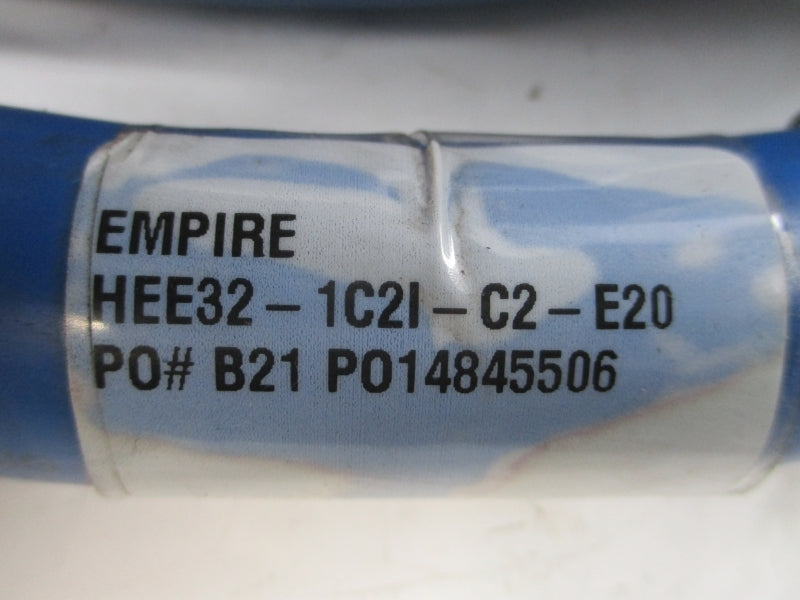 EMPIRE
HEE32 - 1C2I - C2 - E20
PO# B21 PO14845506